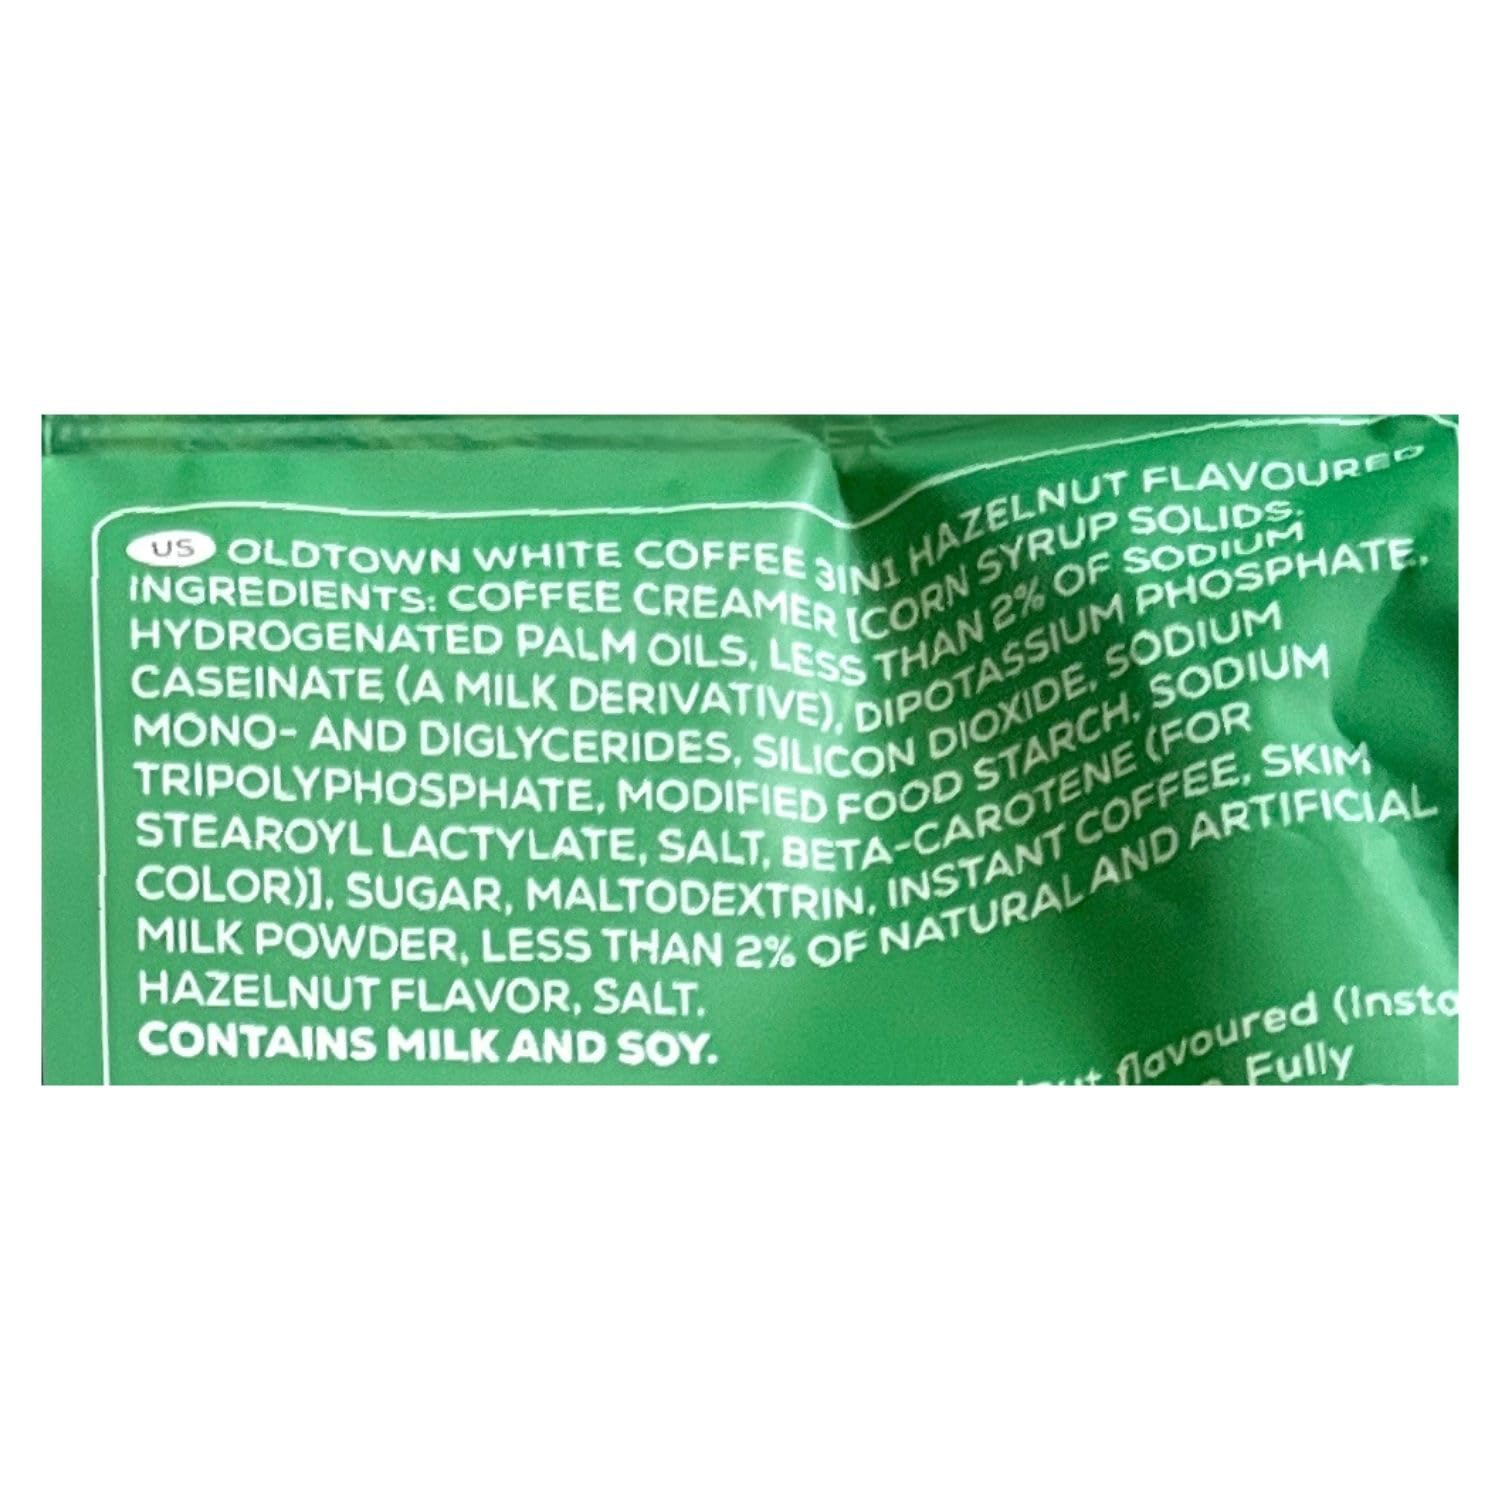 US OLDTOWN WHITE COFFEE 3IN1 HAZELNUT FLAVOURED
INGREDIENTS: COFFEE CREAMER [CORN SYRUP SOLIDS,
HYDROGENATED PALM OILS, LESS THAN 2% OF SODIUM
CASEINATE (A MILK DERIVATIVE), DIPOTASSIUM PHOSPHATE,
MONO- AND DIGLYCERIDES, SILICON DIOXIDE, SODIUM
TRIPOLYPHOSPHATE, MODIFIED FOOD STARCH, SODIUM
STEAROYL LACTYLATE, SALT, BETA-CAROTENE (FOR
COLOR)], SUGAR, MALTODEXTRIN, INSTANT COFFEE, SKIM
MILK POWDER, LESS THAN 2% OF NATURAL AND ARTIFICIAL
HAZELNUT FLAVOR, SALT.
CONTAINS MILK AND SOY.
flavoured (Insta
Fully